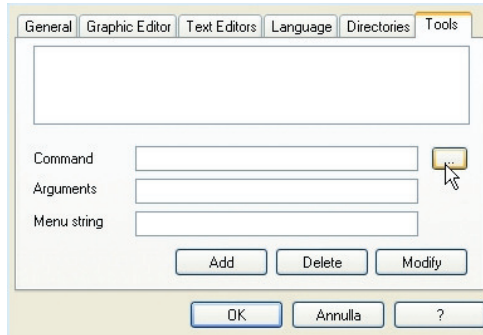 General Graphic Editor Text Editors Language Directories Tools
Command ...
Arguments
Menu string
Add Delete Modify
OK Annulla ?